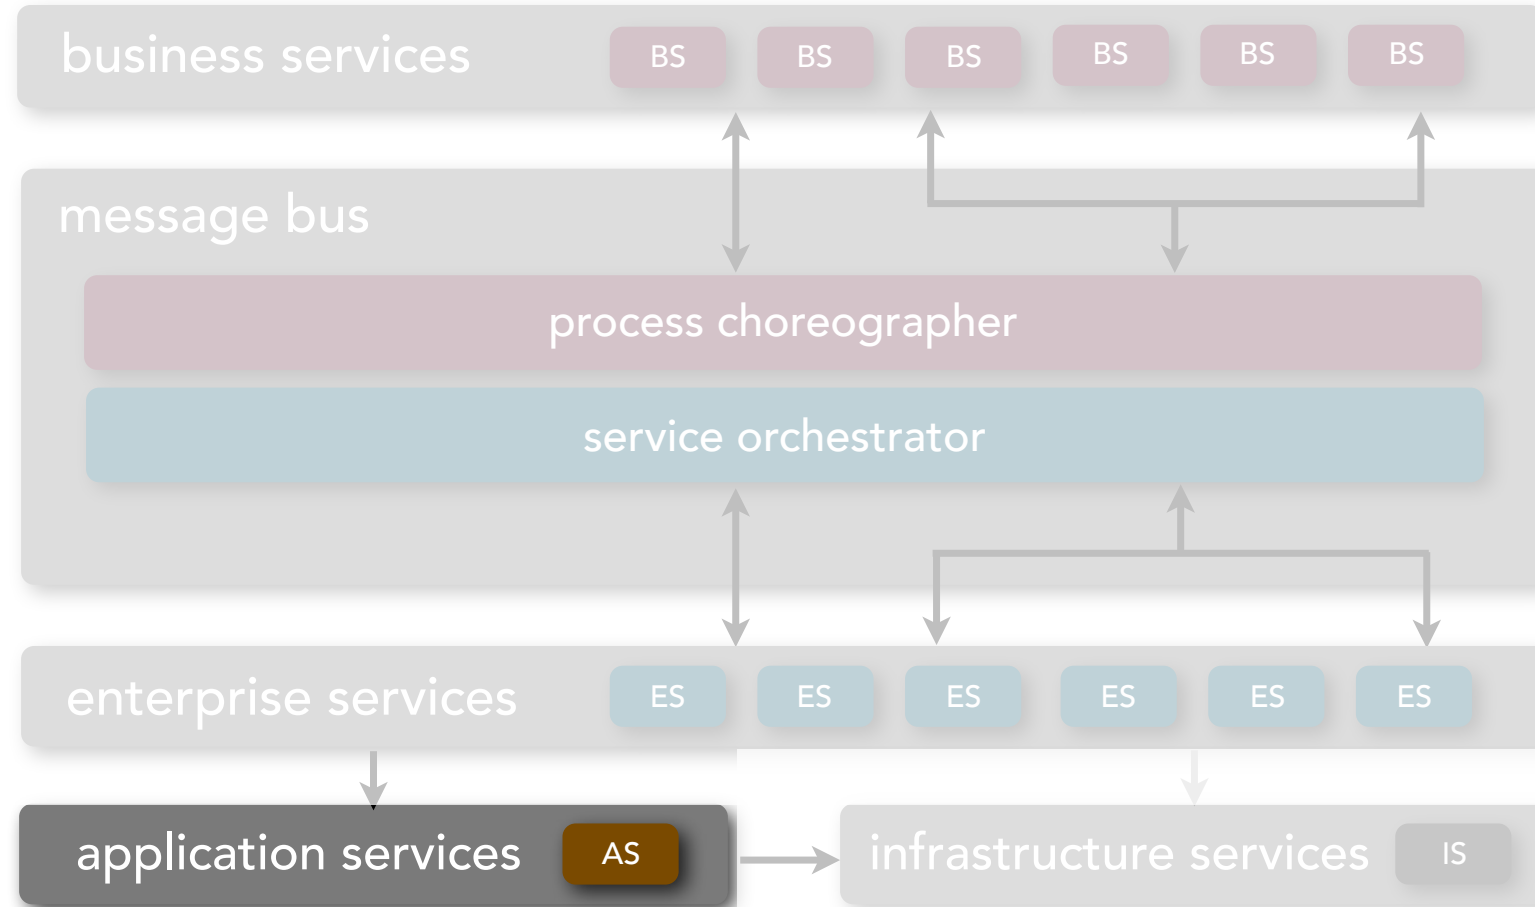 business services BS BS BS BS BS BS
message bus
process choreographer
service orchestrator
enterprise services ES ES ES ES ES ES
application services AS infrastructure services IS